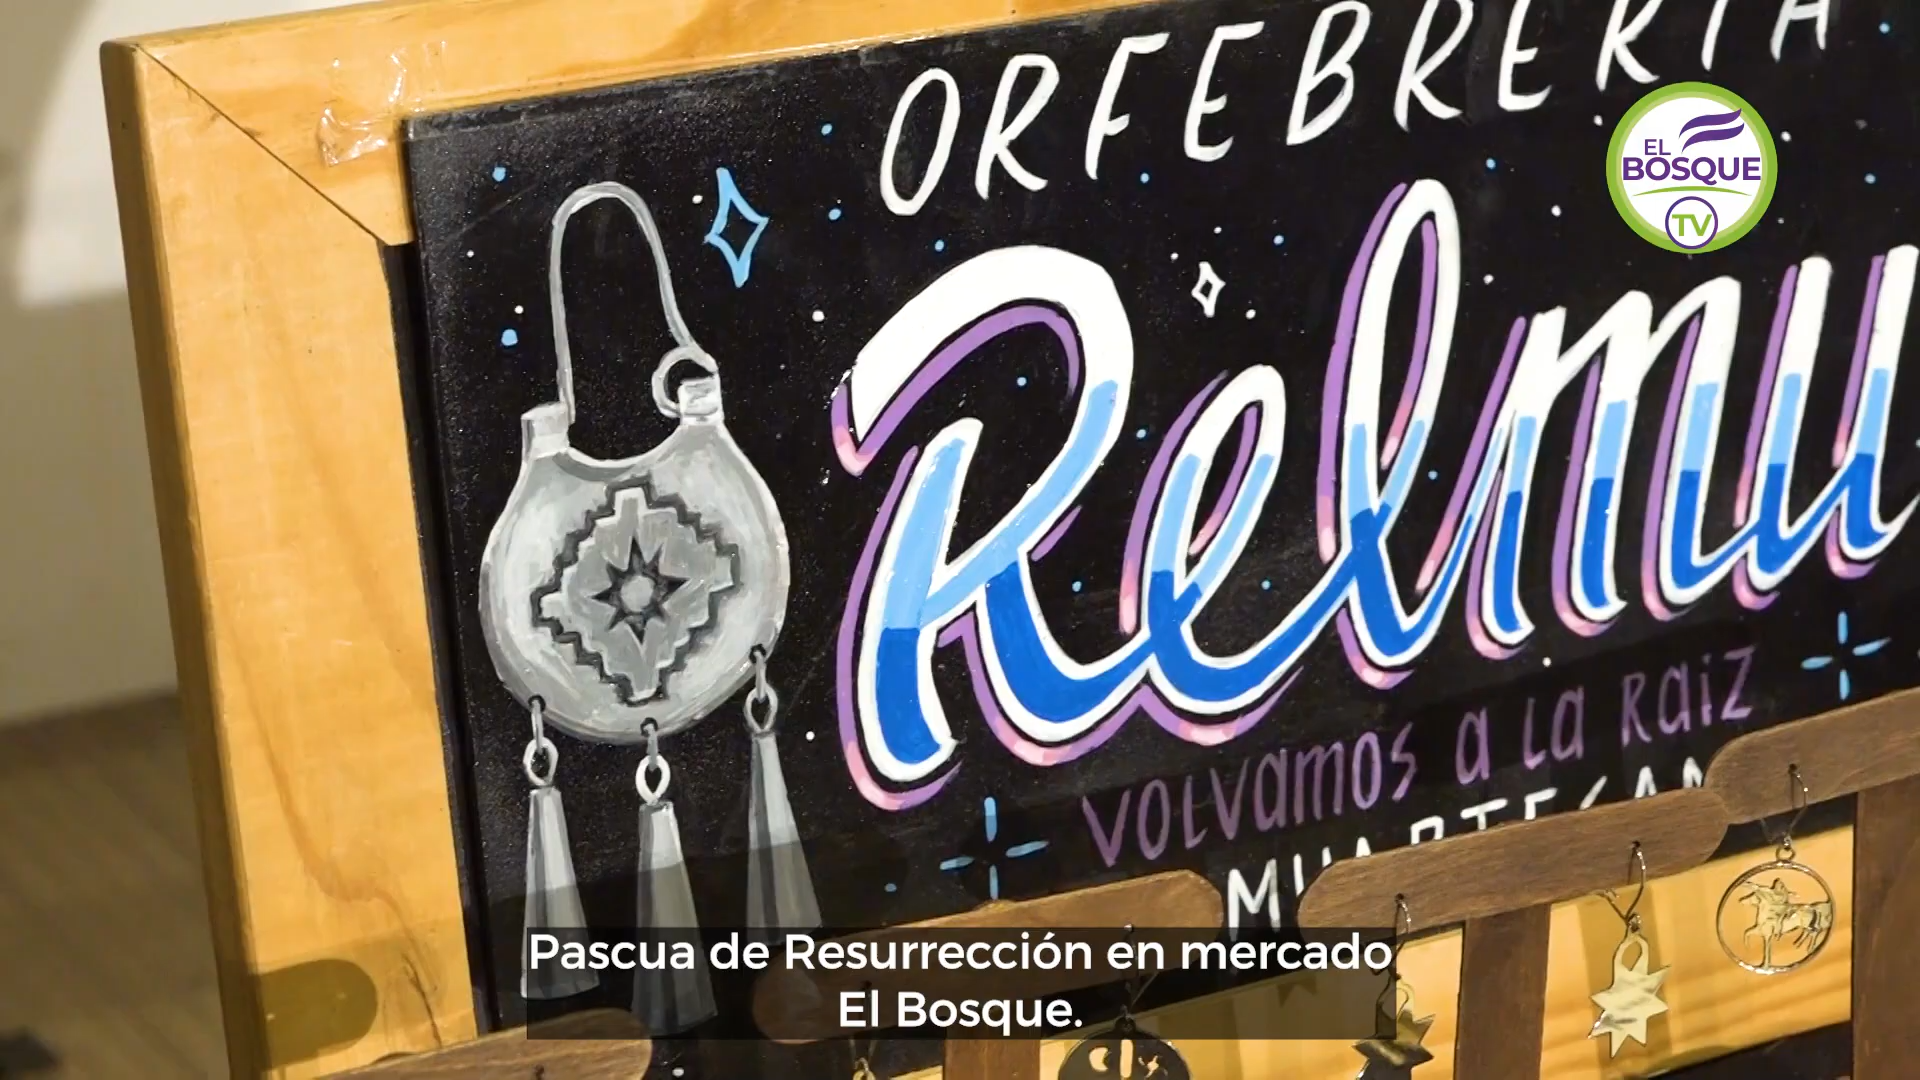 ORFEBRERIA
EL
BOSQUE
TV
Relmu
VOLVAMOS A LA RAIZ
Pascua de Resurrección en mercado
El Bosque.